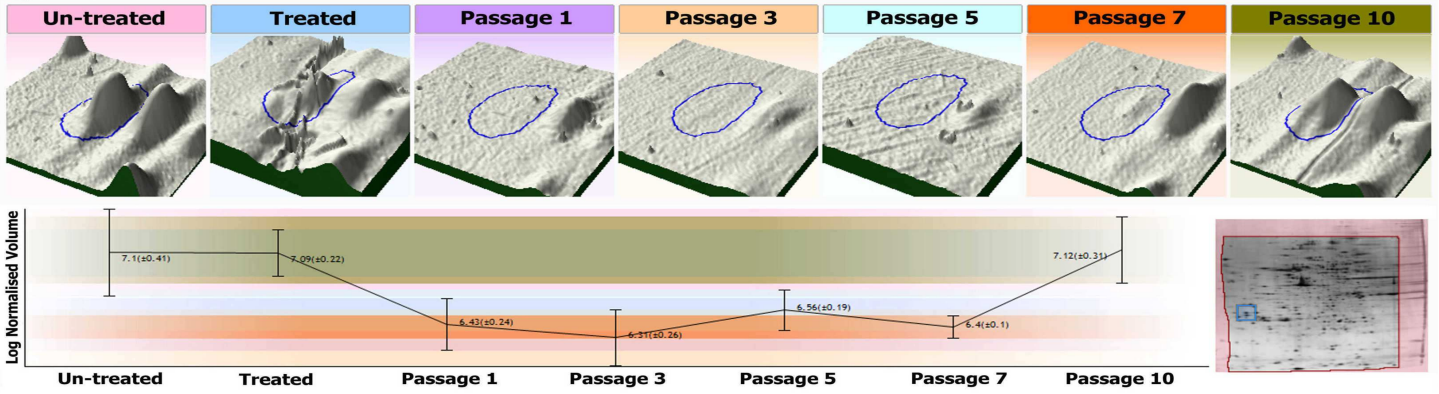 Un-treated Treated Passage 1 Passage 3 Passage 5 Passage 7 Passage 10
Log Normalised Volume
7.1(±0.41)
7.09(±0.22)
6.43(±0.24)
6.31(±0.26)
6.56(±0.19)
6.4(±0.1)
7.12(±0.31)
Un-treated Treated Passage 1 Passage 3 Passage 5 Passage 7 Passage 10